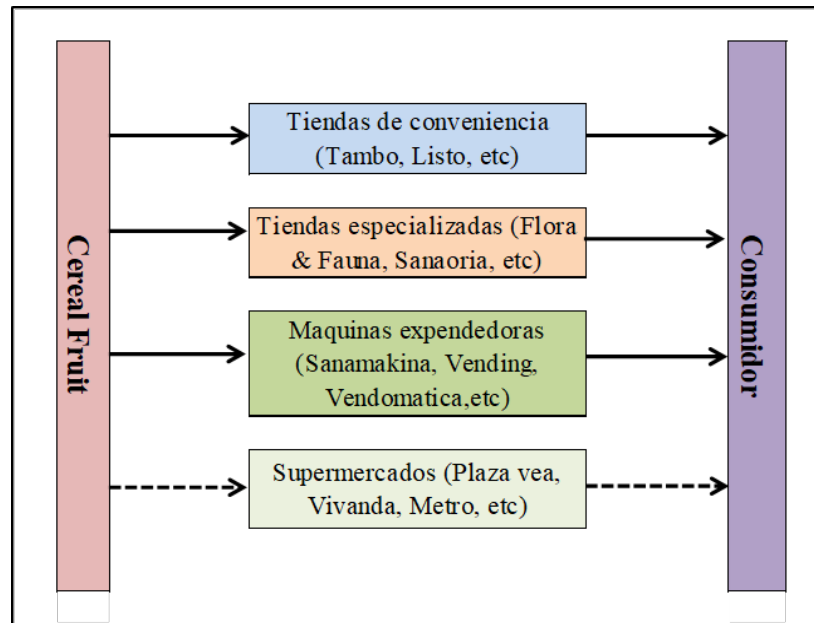 Cereal Fruit
Tiendas de conveniencia
(Tambo, Listo, etc)
Tiendas especializadas (Flora
& Fauna, Sanaoria, etc)
Maquinas expendedoras
(Sanamakina, Vending,
Vendomatica,etc)
Supermercados (Plaza vea,
Vivanda, Metro, etc)
Consumidor